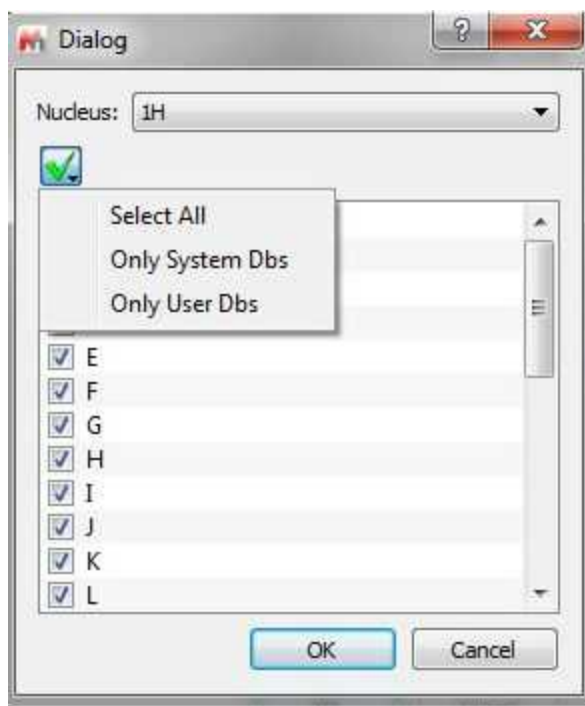 Dialog
Nucleus: 1H
Select All
Only System Dbs
Only User Dbs
E
F
G
H
I
J
K
L
OK Cancel